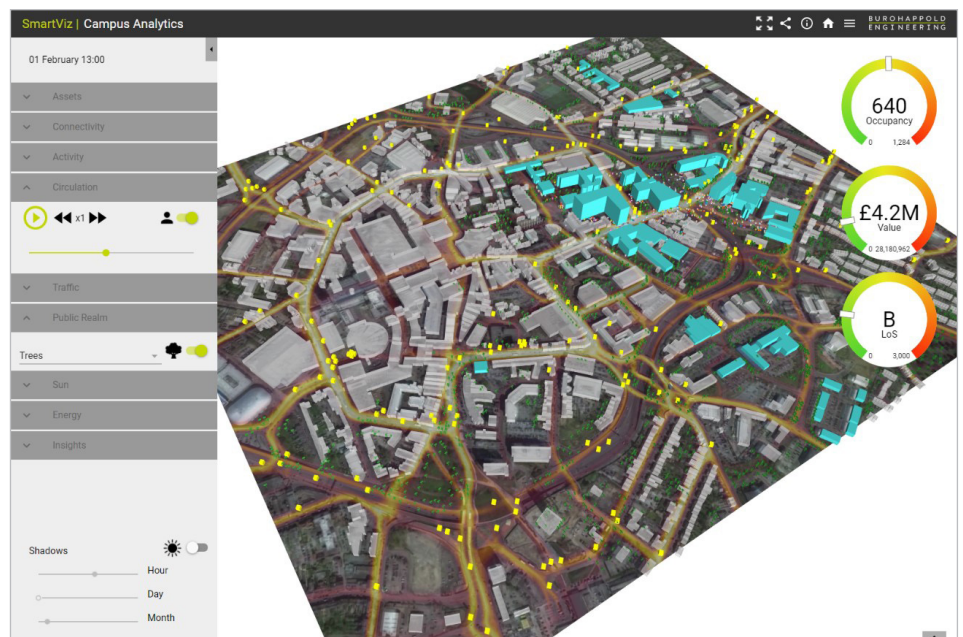 SmartViz | Campus Analytics
BUROHAPPOLD
ENGINEERING
01 February 13:00
Assets
Connectivity
Activity
Circulation
x1
Traffic
Public Realm
Trees
Sun
Energy
Insights
Shadows
Hour
Day
Month
640
Occupancy
0 1,284
£4.2M
Value
0 28,180,962
B
LoS
0 3,000